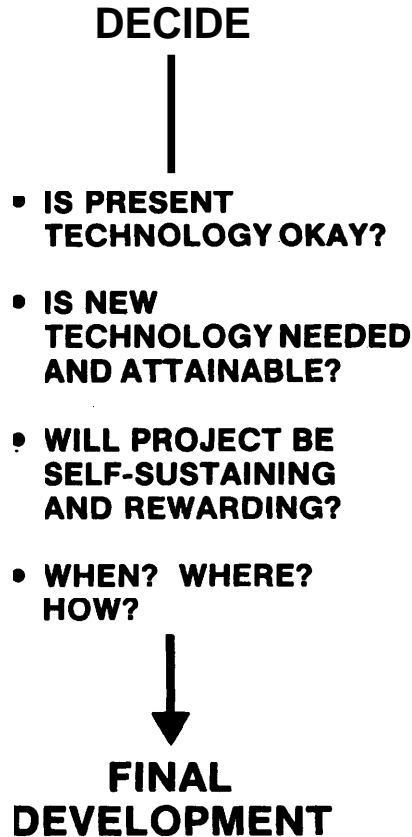 DECIDE
• IS PRESENT
TECHNOLOGY OKAY?
• IS NEW
TECHNOLOGY NEEDED
AND ATTAINABLE?
• WILL PROJECT BE
SELF-SUSTAINING
AND REWARDING?
• WHEN? WHERE?
HOW?
FINAL
DEVELOPMENT